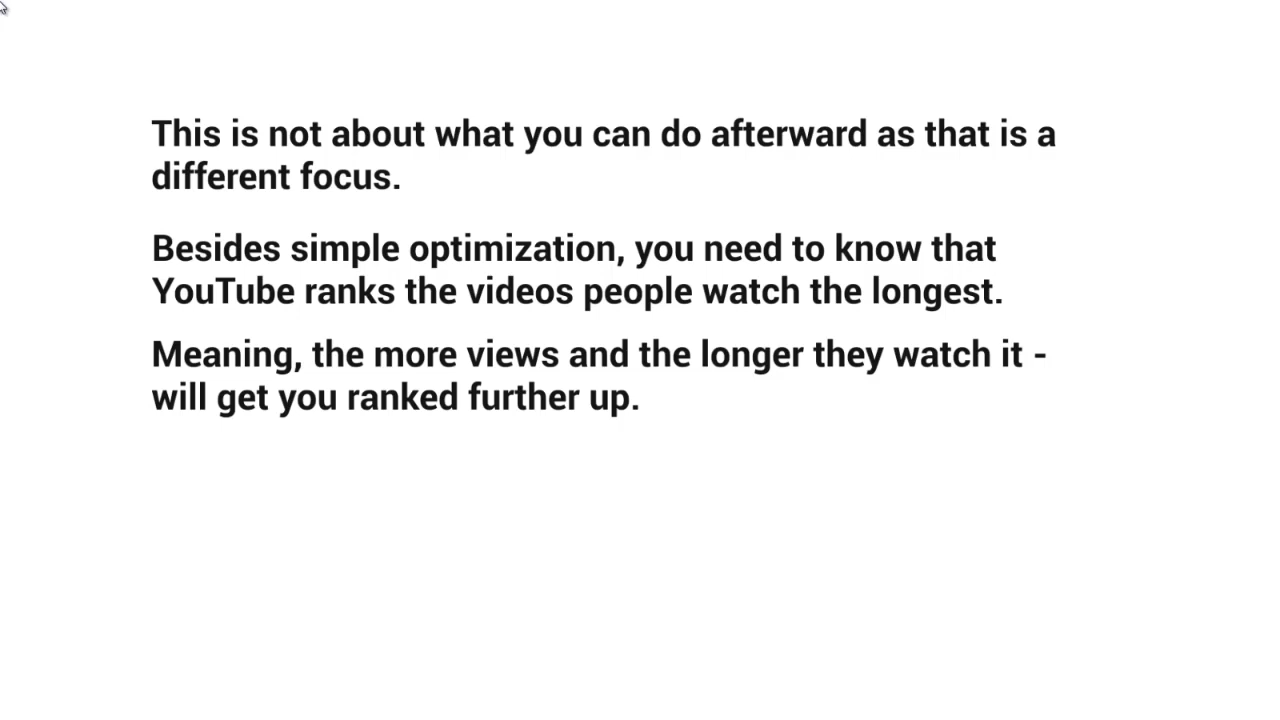 This is not about what you can do afterward as that is a
different focus.
Besides simple optimization, you need to know that
YouTube ranks the videos people watch the longest.
Meaning, the more views and the longer they watch it -
will get you ranked further up.